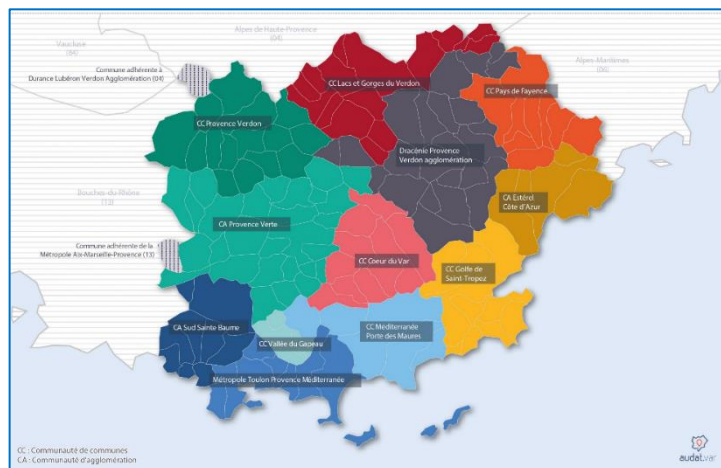 Alpes de Haute-Provence
(04)
Vaucluse
(84)
Alpes-Maritimes
(06)
Commune adhérente à
Durance Lubéron Verdon Agglomération (04)
CC Lacs et Gorges du Verdon
CC Pays de Fayence
CC Provence Verdon
Dracénie Provence
Verdon agglomération
Bouches-du-Rhône
(13)
CA Estérel
Côte d'Azur
CA Provence Verte
Commune adhérente de la
Métropole Aix-Marseille-Provence (13)
CC Coeur du Var
CC Golfe de
Saint-Tropez
CA Sud Sainte Baume
CC Vallée du Gapeau
CC Méditerranée
Porte des Maures
Métropole Toulon Provence Méditerranée
CC : Communauté de communes
CA : Communauté d'agglomération
audat.var